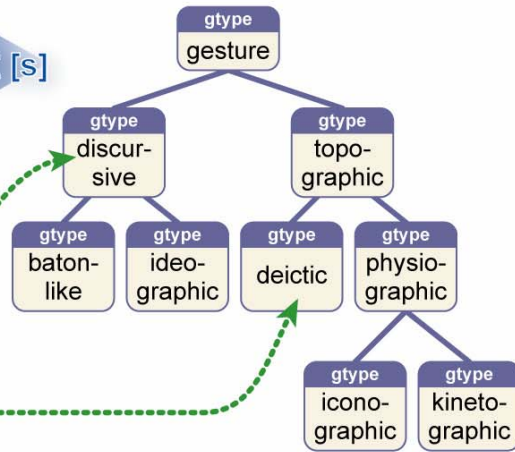 gtype
gesture
[s]
gtype
discur-
sive
gtype
topo-
graphic
gtype
baton-
like
gtype
ideo-
graphic
gtype
deictic
gtype
physio-
graphic
gtype
icono-
graphic
gtype
kineto-
graphic